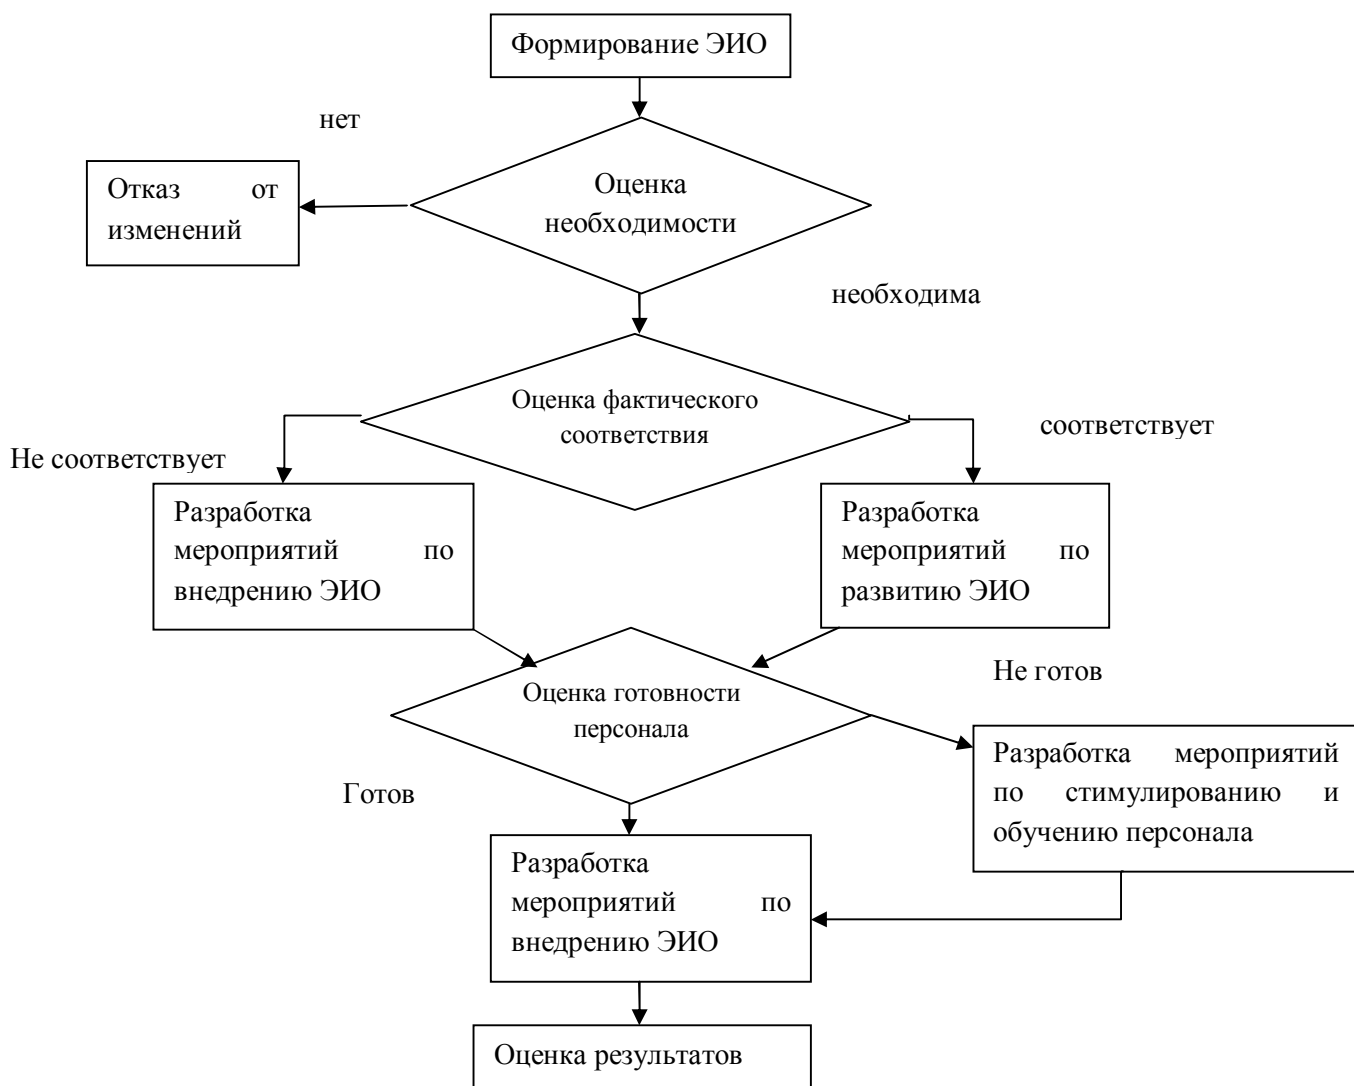 Формирование ЭИО
нет
Отказ от
изменений
Оценка
необходимости
необходима
Оценка фактического
соответствия
соответствует
Не соответствует
Разработка
мероприятий по
внедрению ЭИО
Разработка
мероприятий по
развитию ЭИО
Не готов
Оценка готовности
персонала
Разработка мероприятий
по стимулированию и
обучению персонала
Готов
Разработка
мероприятий по
внедрению ЭИО
Оценка результатов